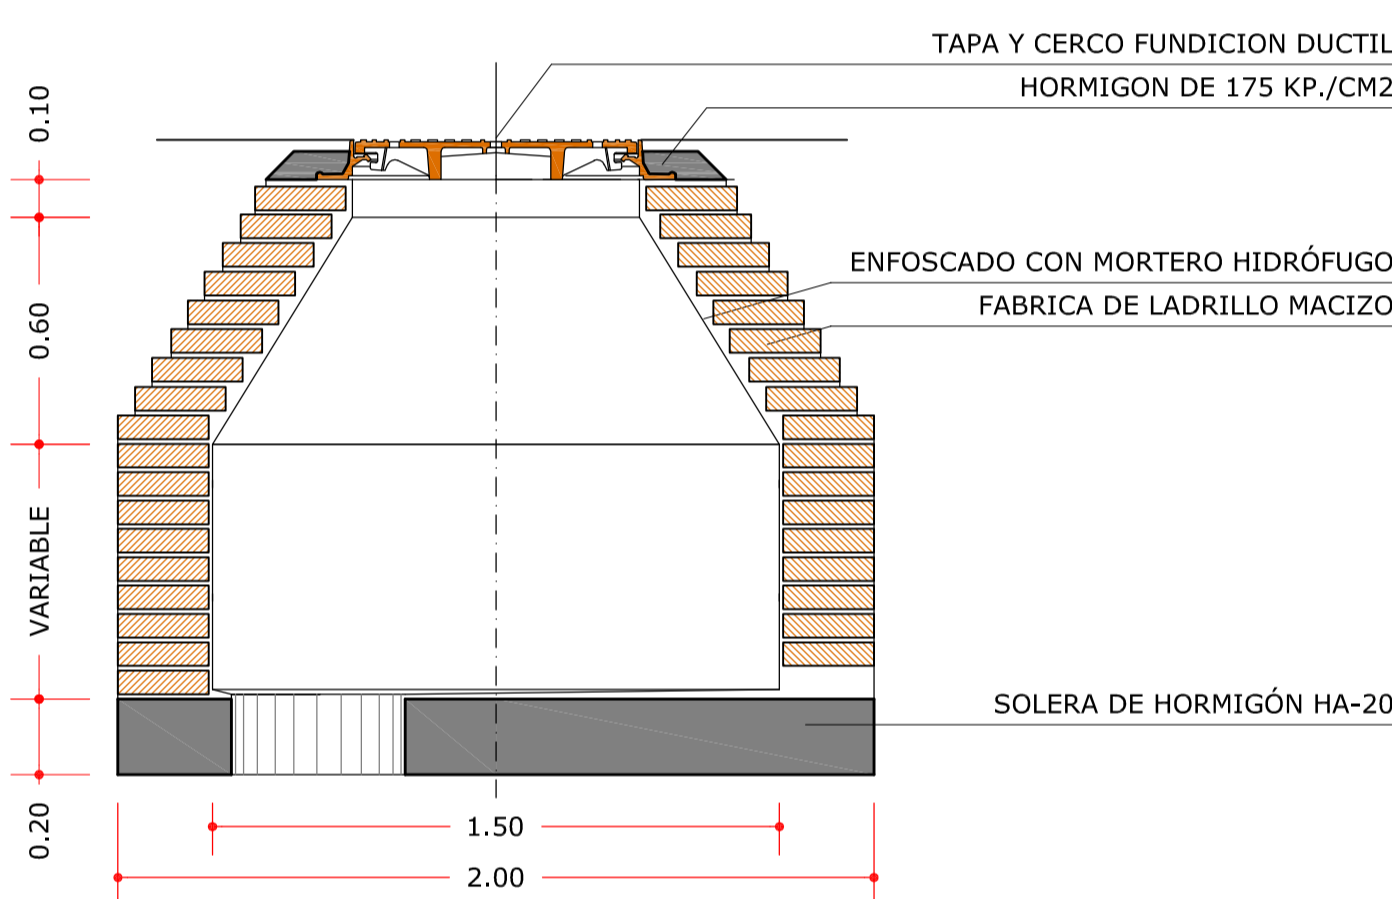 TAPA Y CERCO FUNDICION DUCTIL
HORMIGON DE 175 KP./CM2
0.10
ENFOSCADO CON MORTERO HIDRÓFUGO
FABRICA DE LADRILLO MACIZO
0.60
VARIABLE
SOLERA DE HORMIGÓN HA-20
0.20
1.50
2.00